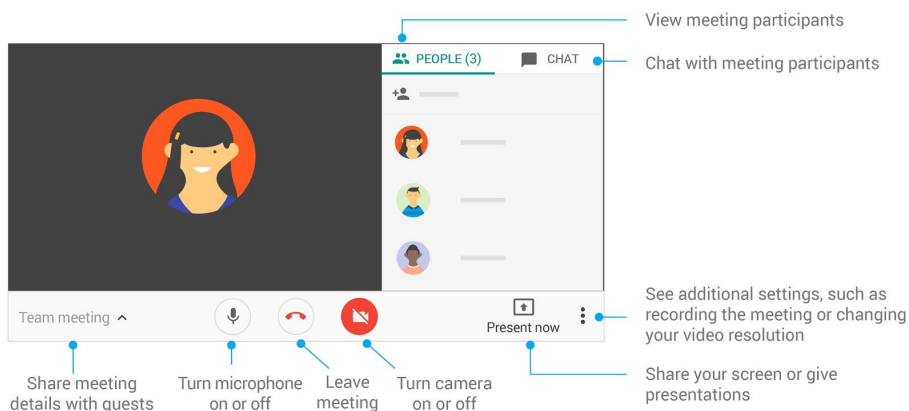 View meeting participants
PEOPLE (3)
CHAT
Chat with meeting participants
See additional settings, such as
recording the meeting or changing
your video resolution
Team meeting
Present now
Share your screen or give
presentations
Share meeting
details with guests
Turn microphone
on or off
Leave
meeting
Turn camera
on or off